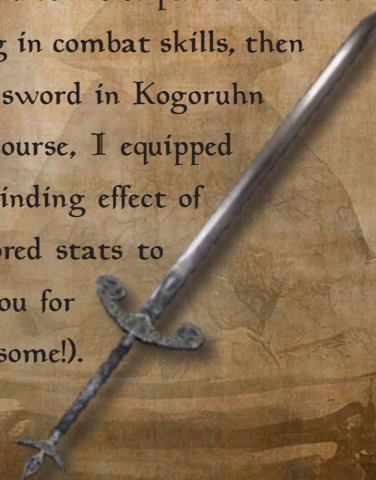 g in combat skills, then
sword in Kogoruhn
ourse, I equipped
inding effect of
ored stats to
ou for
some!).